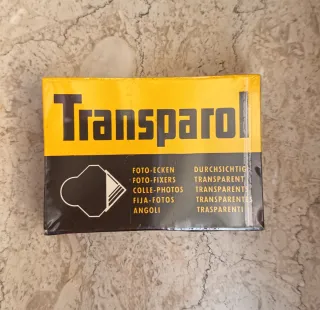 Transparol
FOTO-ECKEN DURCHSICHTIG
FOTO-FIXERS TRANSPARENT
COLLE-PHOTOS TRANSPARENTS
FIJA-FOTOS TRANSPARENTES
ANGOLI TRASPARENTI